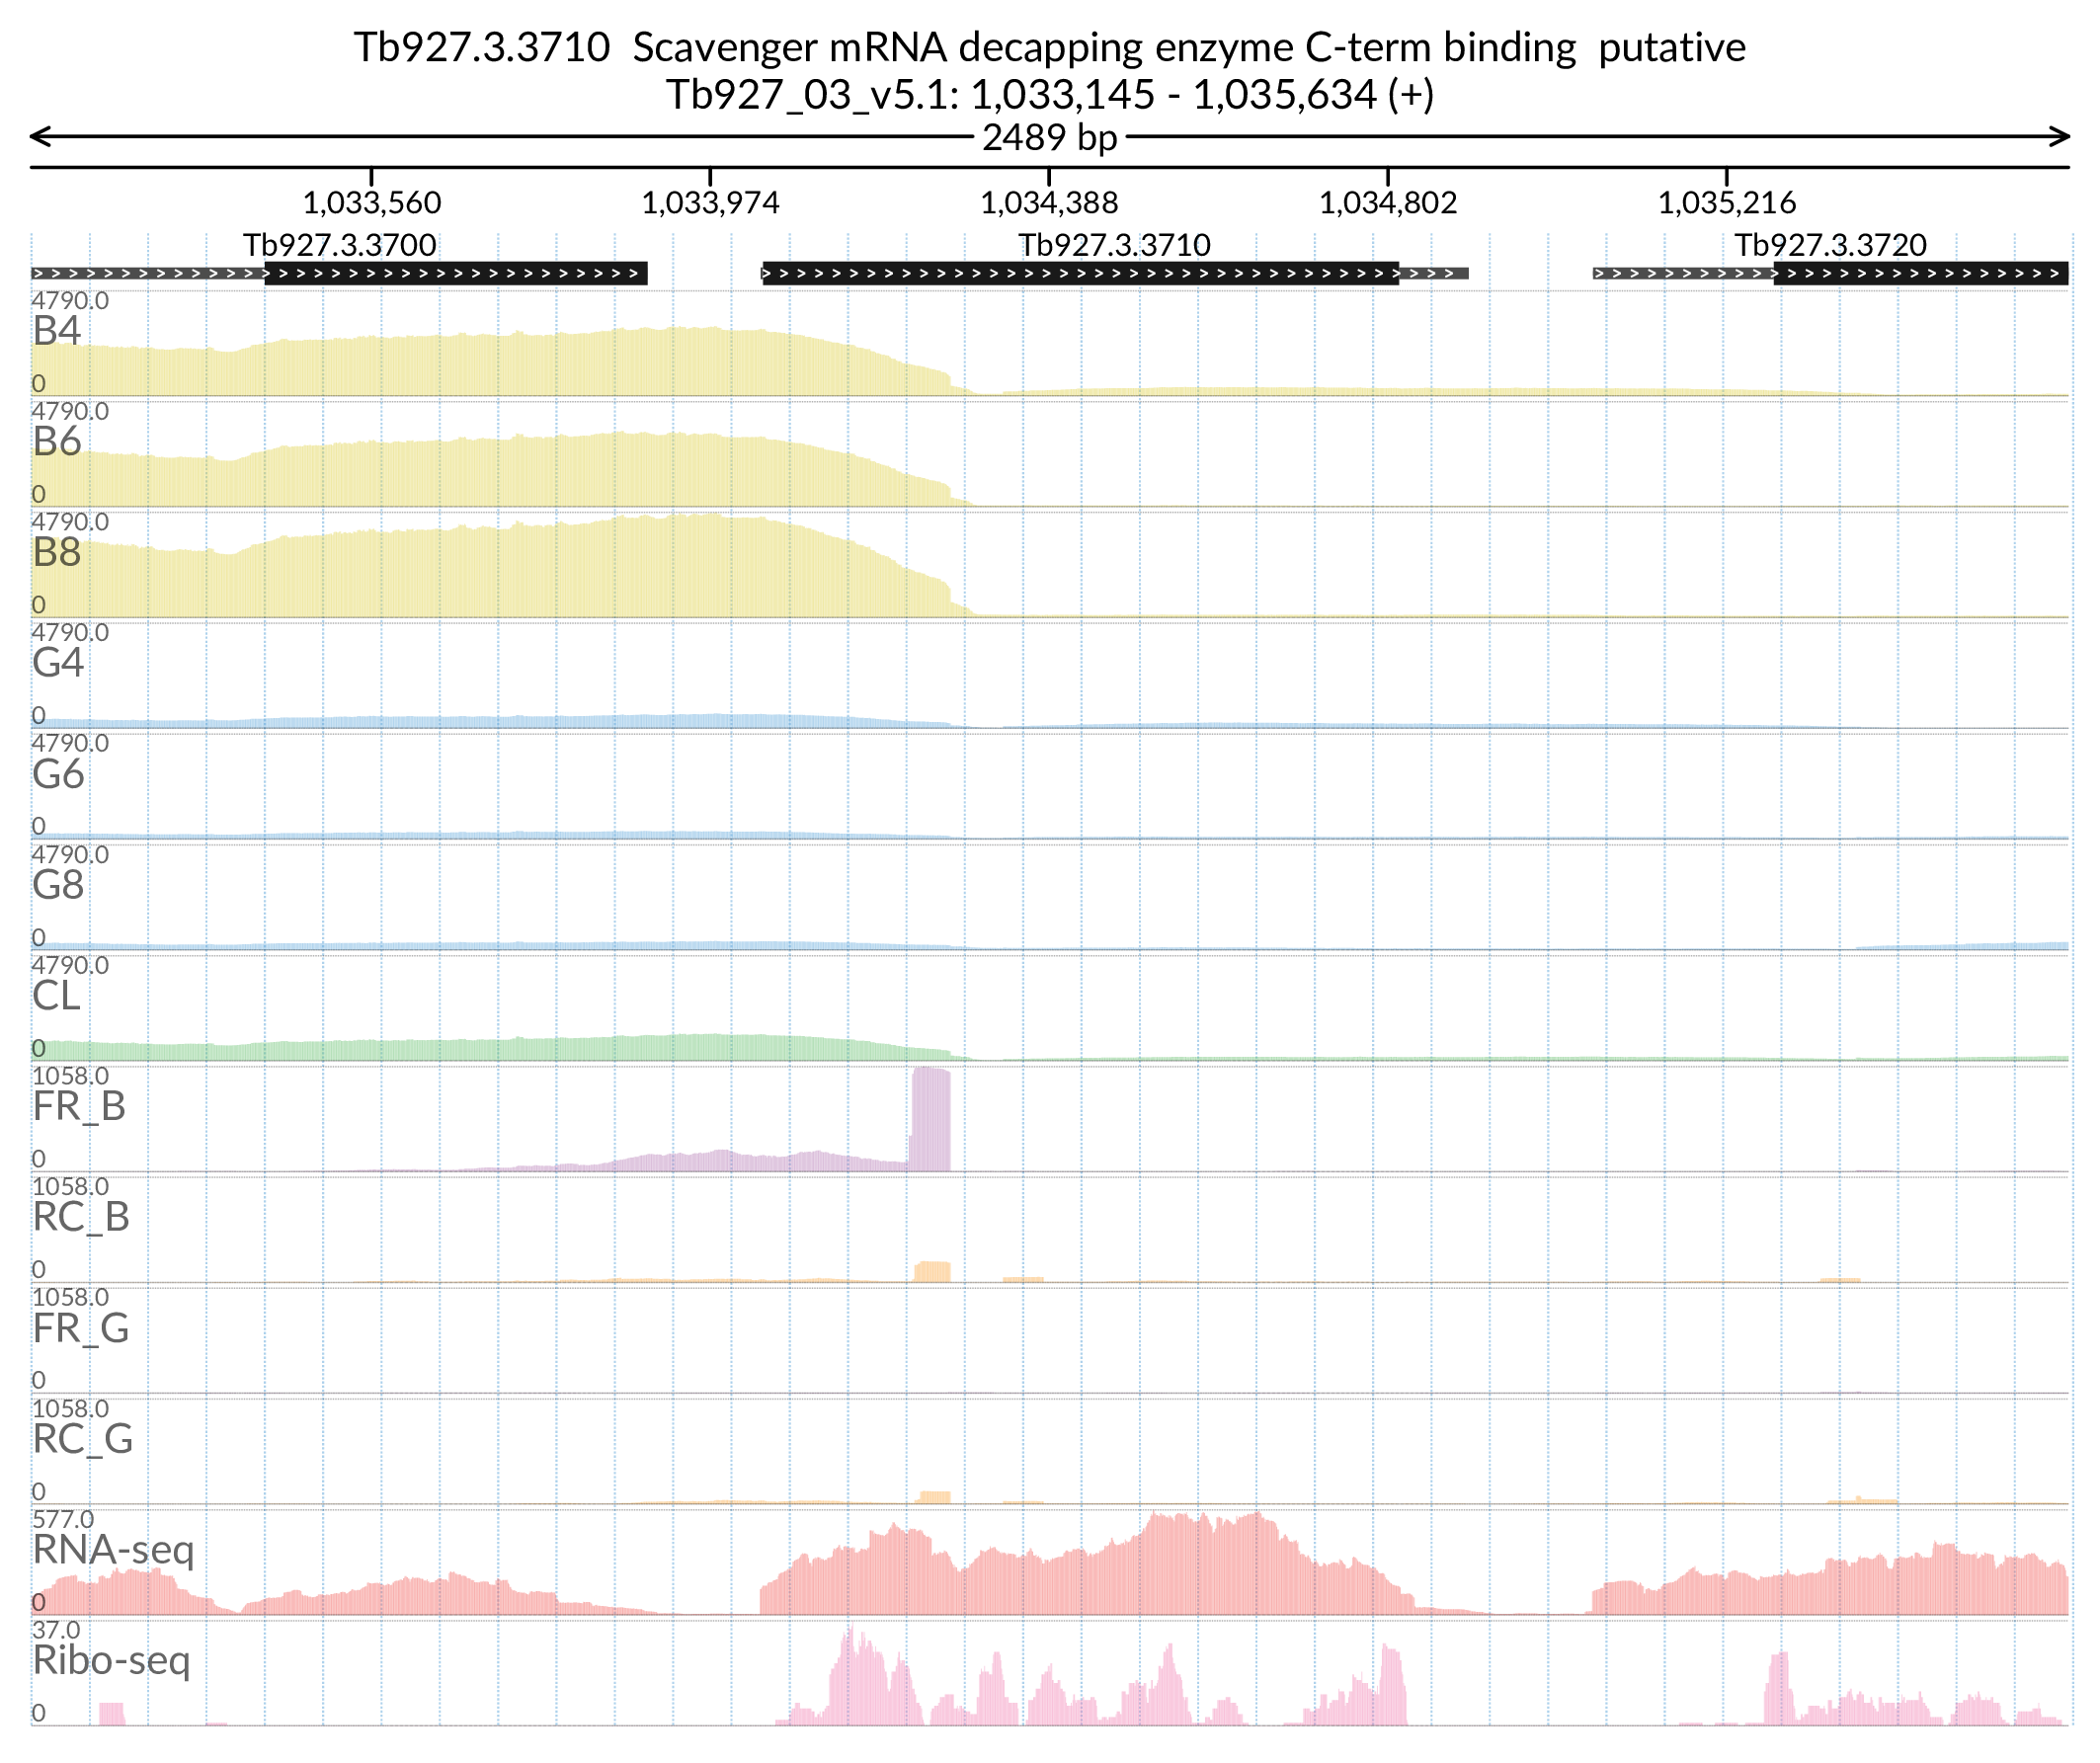 Tb927.3.3710 Scavenger mRNA decapping enzyme C-term binding putative
Tb927_03_v5.1: 1,033,145 - 1,035,634 (+)
2489 bp
1,033,560 1,033,974 1,034,388 1,034,802 1,035,216
Tb927.3.3700 Tb927.3.3710 Tb927.3.3720
4790.0
B4
0
4790.0
B6
0
4790.0
B8
0
4790.0
G4
0
4790.0
G6
0
4790.0
G8
0
4790.0
CL
0
1058.0
FR_B
0
1058.0
RC_B
0
1058.0
FR_G
0
1058.0
RC_G
0
577.0
RNA-seq
0
37.0
Ribo-seq
0